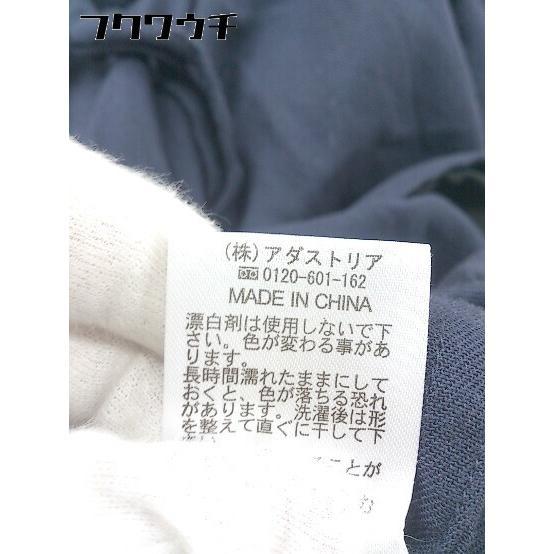 フクワウチ
(株)アダストリア
0120-601-162
MADE IN CHINA
漂白剤は使用しないで下
さい。色が変わる事があ
ります。
長時間濡れたままにして
おくと、色が落ちる恐れ
があります。洗濯後は形
を整えて直ぐに干して下
ことが